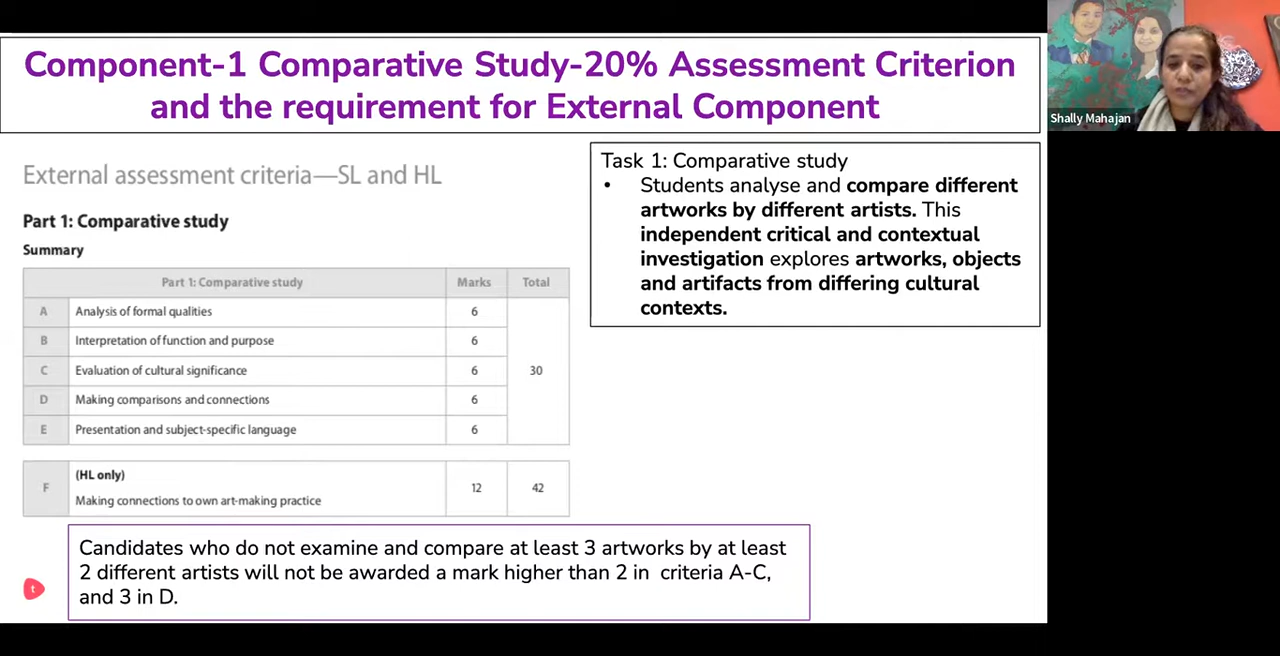 Component-1 Comparative Study-20% Assessment Criterion
and the requirement for External Component
Shally Mahajan
External assessment criteria—SL and HL
Part 1: Comparative study
Summary
Part 1: Comparative study Marks Total
A Analysis of formal qualities 6
B Interpretation of function and purpose 6
C Evaluation of cultural significance 6 30
D Making comparisons and connections 6
E Presentation and subject-specific language 6
(HL only)
F 12 42
Making connections to own art-making practice
Task 1: Comparative study
• Students analyse and compare different
artworks by different artists. This
independent critical and contextual
investigation explores artworks, objects
and artifacts from differing cultural
contexts.
Candidates who do not examine and compare at least 3 artworks by at least
2 different artists will not be awarded a mark higher than 2 in criteria A-C,
and 3 in D.
t